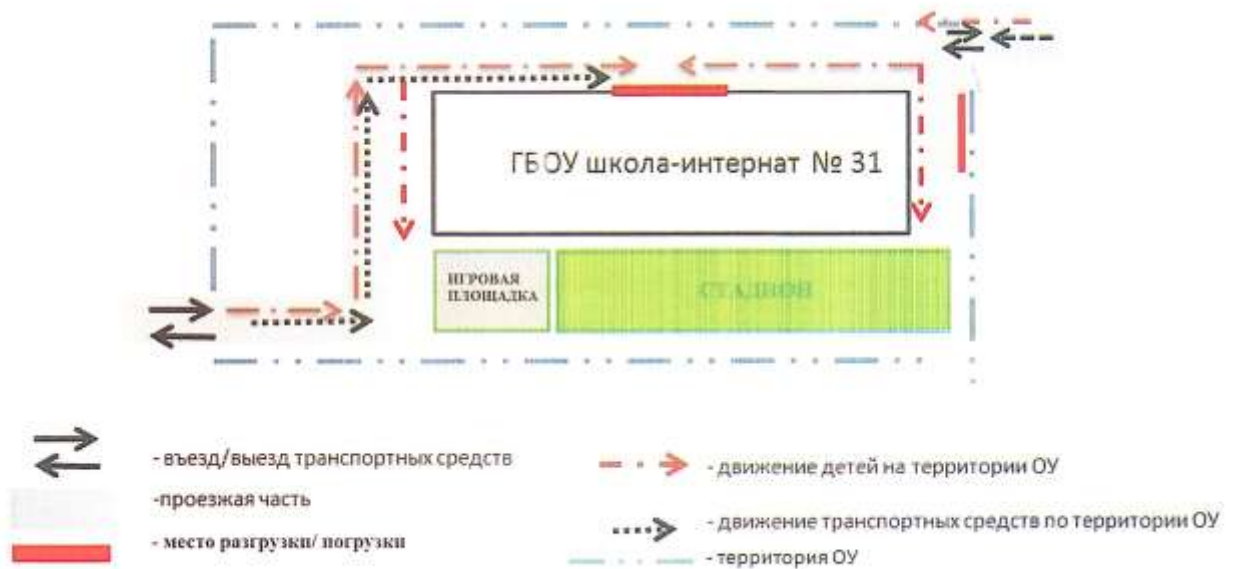 ГБОУ школа-интернат № 31
ИГРОВАЯ
ПЛОЩАДКА
СТАДИОН
- въезд/выезд транспортных средств
-проезжая часть
- место разгрузки/ погрузки
- движение детей на территории ОУ
- движение транспортных средств по территории ОУ
- территория ОУ